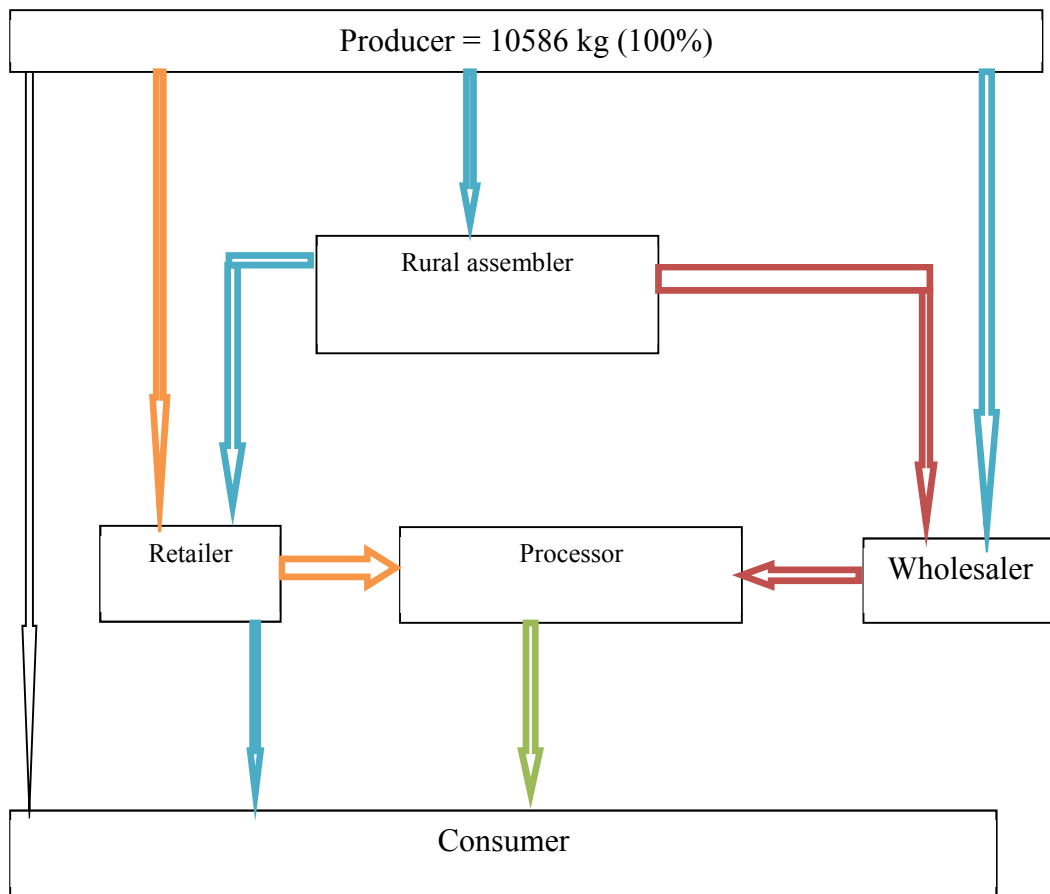 Producer = 10586 kg (100%)
Rural assembler
Retailer
Processor
Wholesaler
Consumer